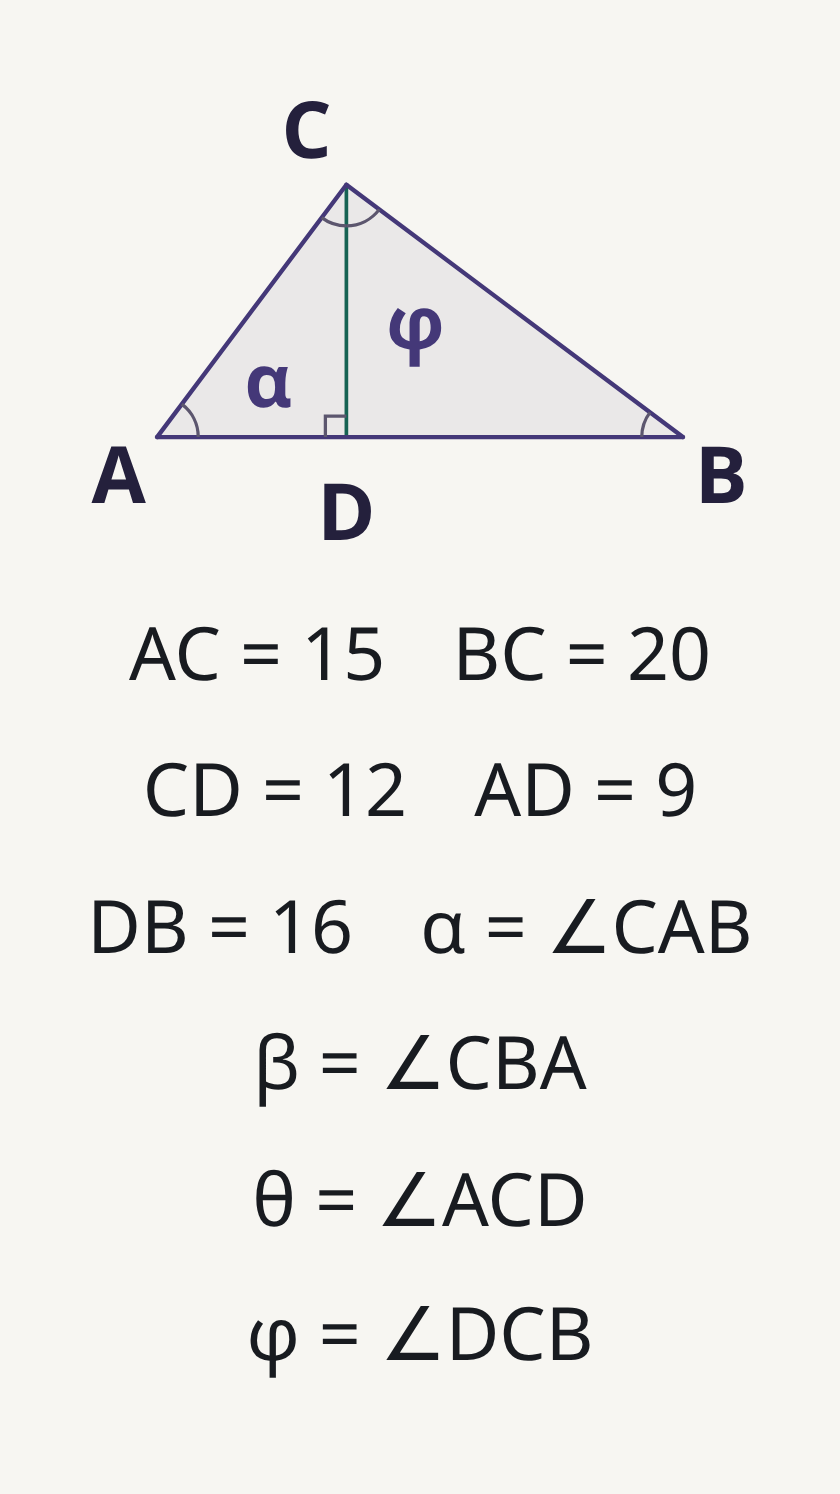 C
φ
α
A
B
D
AC = 15 BC = 20
CD = 12 AD = 9
DB = 16 α = ∠CAB
β = ∠CBA
θ = ∠ACD
φ = ∠DCB